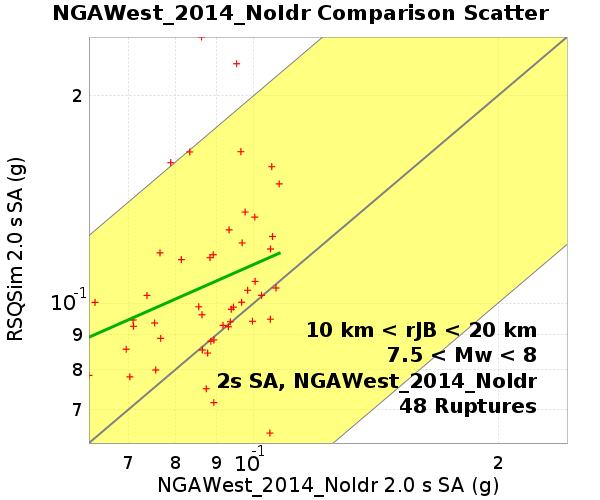 NGAWest_2014_NoIdr Comparison Scatter
RSQSim 2.0 s SA (g)
2
10-1
9
8
7
10 km < rJB < 20 km
7.5 < Mw < 8
2s SA, NGAWest_2014_NoIdr
48 Ruptures
7 8 9 10-1 2
NGAWest_2014_NoIdr 2.0 s SA (g)